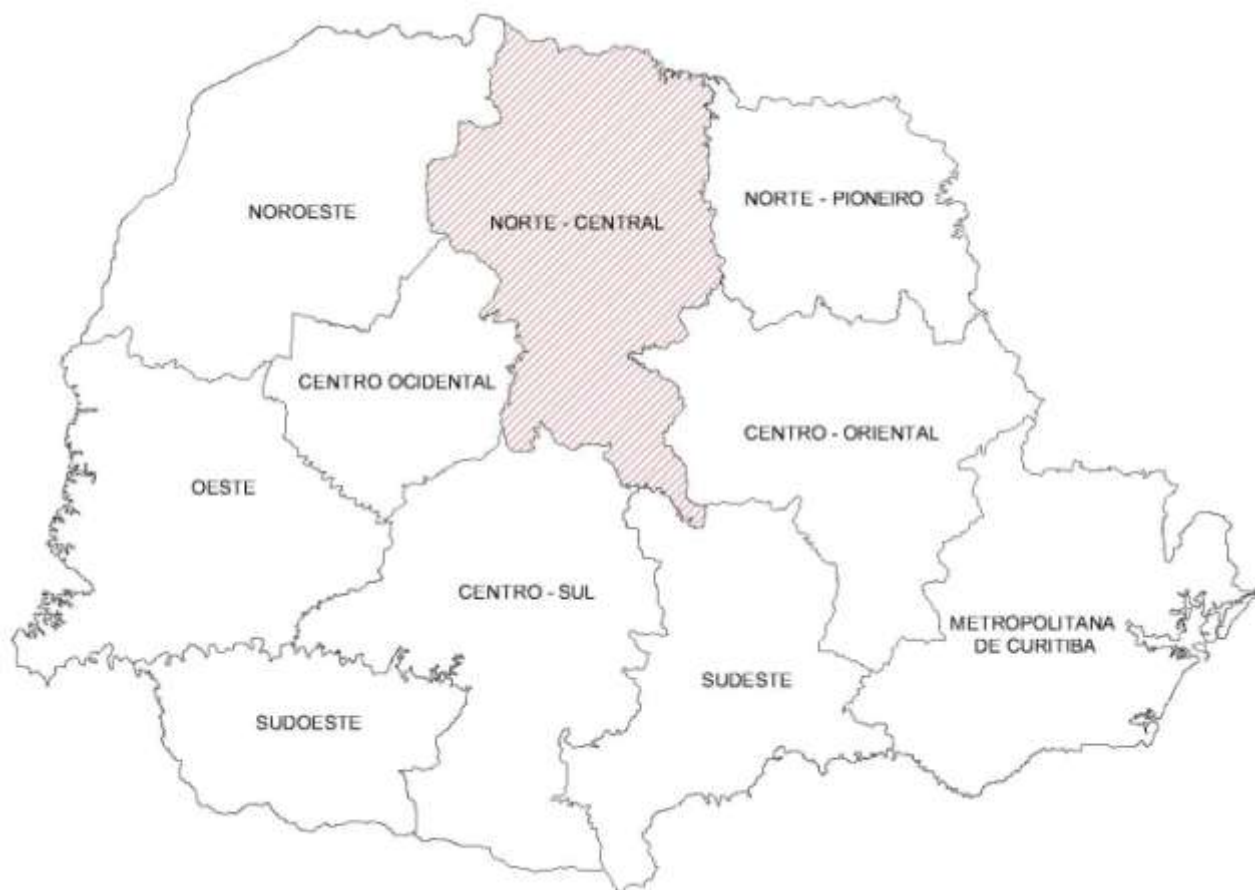 NOROESTE
NORTE - CENTRAL
NORTE - PIONEIRO
CENTRO OCIDENTAL
CENTRO - ORIENTAL
OESTE
CENTRO - SUL
METROPOLITANA
DE CURITIBA
SUDESTE
SUDOESTE